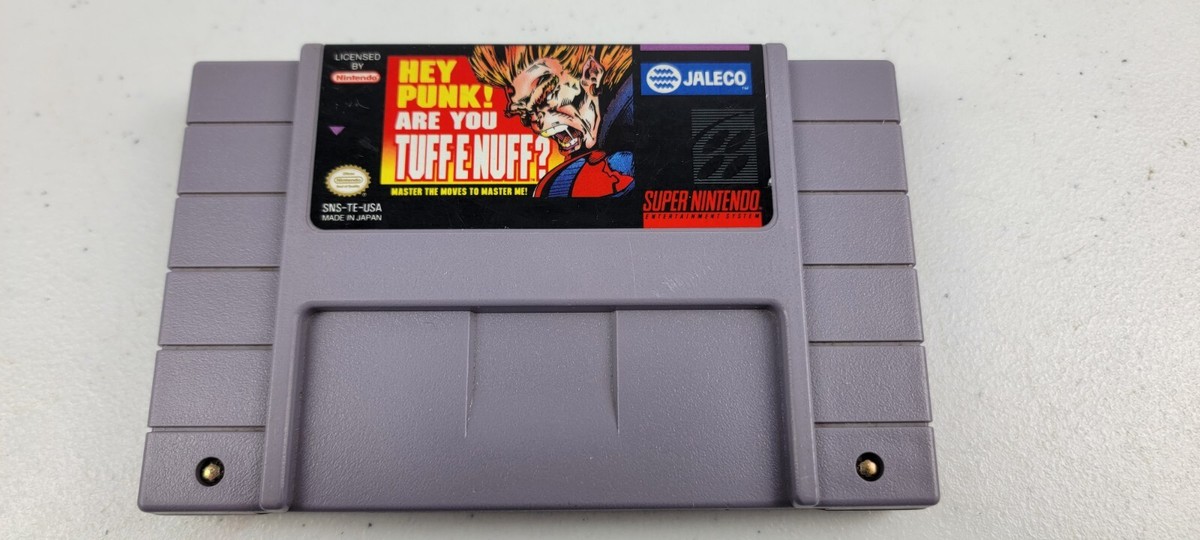 LICENSED
BY
Nintendo
HEY
PUNK!
ARE YOU
TUFF E NUFF?
MASTER THE MOVES TO MASTER ME!
SNS-TE-USA
MADE IN JAPAN
JALECO
TM
SUPER NINTENDO
ENTERTAINMENT SYSTEM